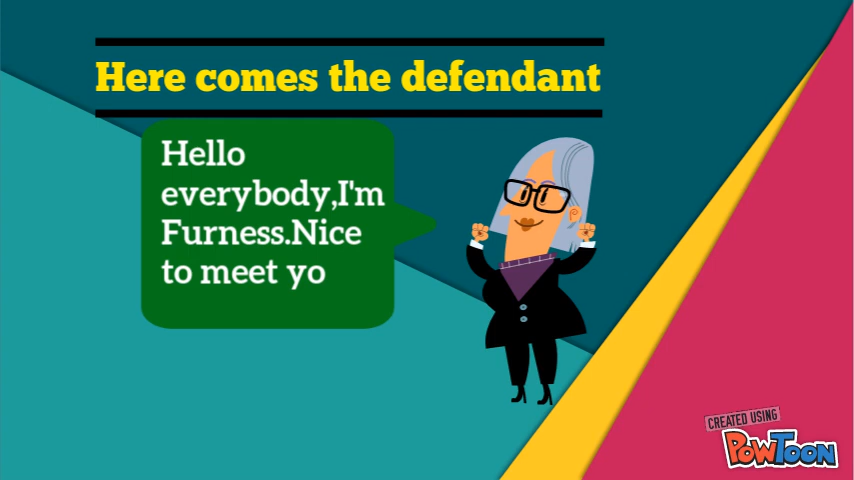 Here comes the defendant
Hello
everybody,I'm
Furness.Nice
to meet yo
CREATED USING
POWTOON